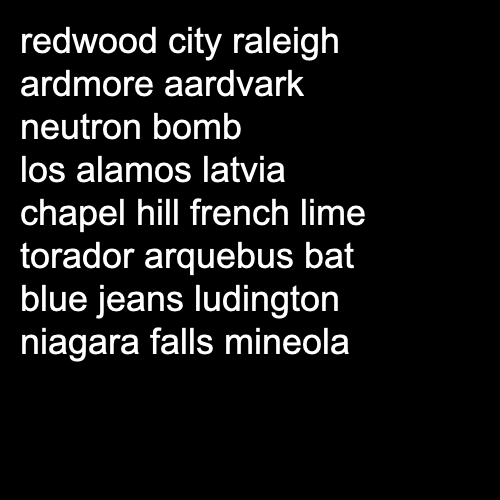 redwood city raleigh
ardmore aardvark
neutron bomb
los alamos latvia
chapel hill french lime
torador arquebus bat
blue jeans ludington
niagara falls mineola